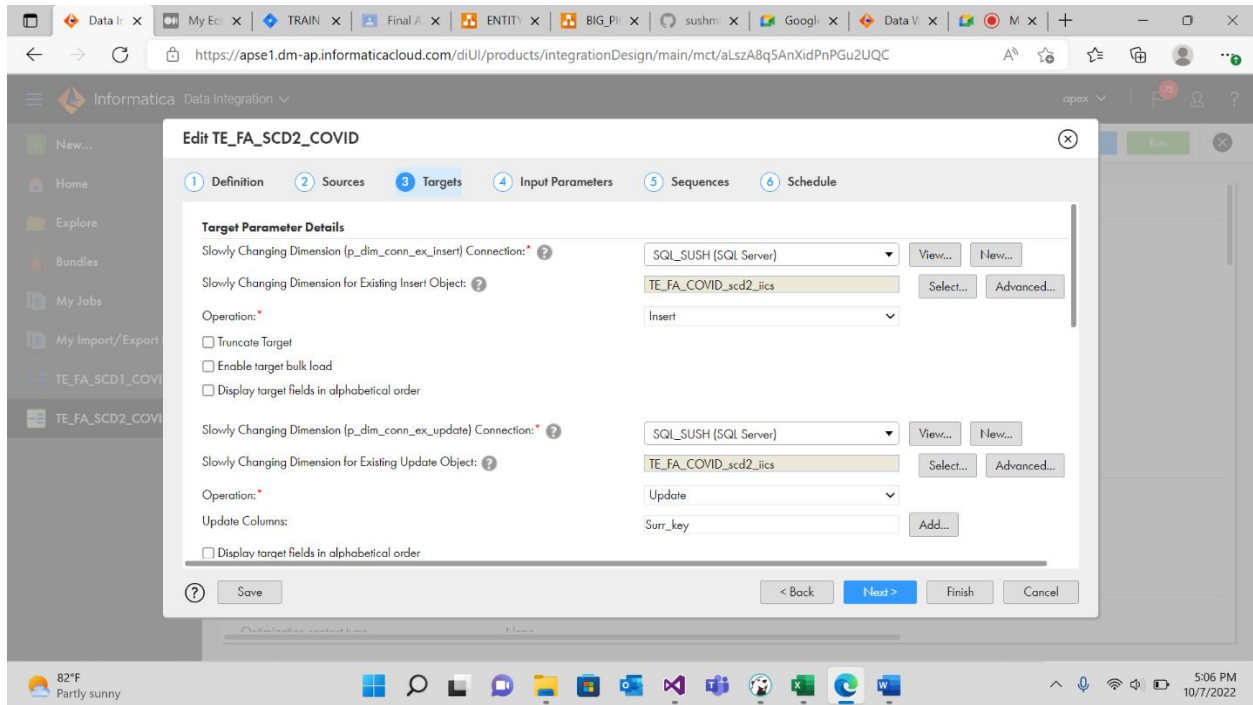 Data Ir
My Ec
TRAIN
Final A
ENTITY
BIG_PI
sushm
Googl
Data V
M
https://apse1.dm-ap.informaticacloud.com/diUI/products/integrationDesign/main/mct/aLszA8q5AnXidPnPGu2UQC
Informatica Data Integration
apex
75
?
New...
Home
Explore
Bundles
My Jobs
My Import/Export
TE_FA_SCD1_COVI
TE_FA_SCD2_COVI
Run
Edit TE_FA_SCD2_COVID
1 Definition 2 Sources 3 Targets 4 Input Parameters 5 Sequences 6 Schedule
Target Parameter Details
Slowly Changing Dimension (p_dim_conn_ex_insert) Connection:* ? SQL_SUSH (SQL Server) View... New...
Slowly Changing Dimension for Existing Insert Object: ? TE_FA_COVID_scd2_iics Select... Advanced...
Operation:* Insert
Truncate Target
Enable target bulk load
Display target fields in alphabetical order
Slowly Changing Dimension (p_dim_conn_ex_update) Connection:* ? SQL_SUSH (SQL Server) View... New...
Slowly Changing Dimension for Existing Update Object: ? TE_FA_COVID_scd2_iics Select... Advanced...
Operation:* Update
Update Columns: Surr_key Add...
Display target fields in alphabetical order
? Save < Back Next > Finish Cancel
None
82°F
Partly sunny
5:06 PM
10/7/2022